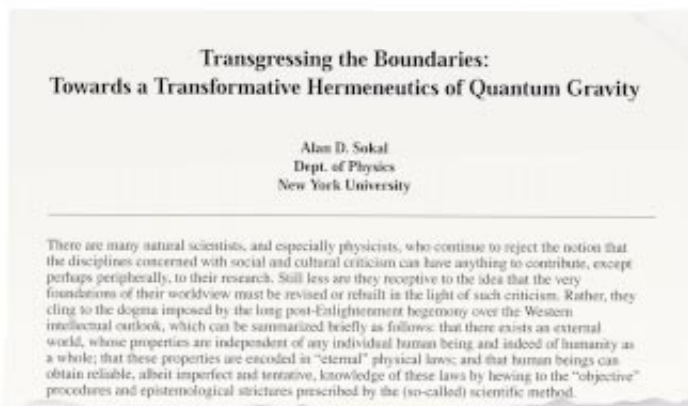 Transgressing the Boundaries:
Towards a Transformative Hermeneutics of Quantum Gravity
Alan D. Sokal
Dept. of Physics
New York University
There are many natural scientists, and especially physicists, who continue to reject the notion that
the disciplines concerned with social and cultural criticism can have anything to contribute, except
perhaps peripherally, to their research. Still less are they receptive to the idea that the very
foundations of their worldview must be revised or rebuilt in the light of such criticism. Rather, they
cling to the dogma imposed by the long post-Enlightenment hegemony over the Western
intellectual outlook, which can be summarized briefly as follows: that there exists an external
world, whose properties are independent of any individual human being and indeed of humanity as
a whole; that these properties are encoded in "eternal" physical laws; and that human beings can
obtain reliable, albeit imperfect and tentative, knowledge of these laws by hewing to the "objective"
procedures and epistemological strictures prescribed by the (so-called) scientific method.